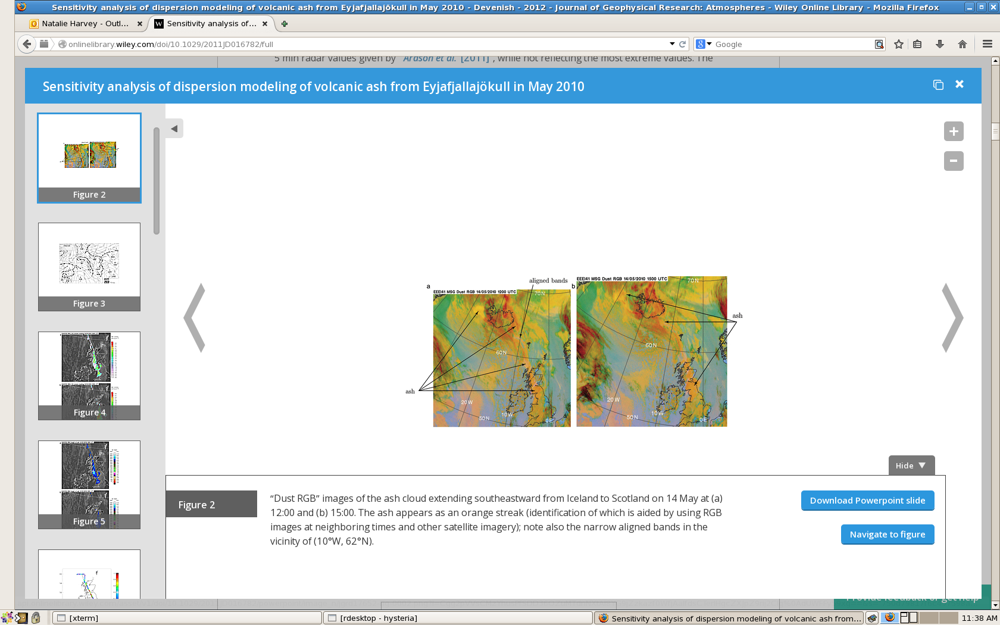 Sensitivity analysis of dispersion modeling of volcanic ash from Eyjafjallajökull in May 2010 - Devenish - 2012 - Journal of Geophysical Research: Atmospheres - Wiley Online Library - Mozilla Firefox
Natalie Harvey - Outl...
Sensitivity analysis of...
onlinelibrary.wiley.com/doi/10.1029/2011JD016782/full
Google
5 min radar values given by Arason et al. [2011], while not reflecting the most extreme values. The
Sensitivity analysis of dispersion modeling of volcanic ash from Eyjafjallajökull in May 2010
Figure 2
Figure 3
Figure 4
Figure 5
aligned bands
a
EEEI41 MSG Dust RGB 14/05/2010 1200 UTC
70N
60N
20W
10W
50N
0E
ash
b
EEEI41 MSG Dust RGB 14/05/2010 1500 UTC
70N
60N
20W
10W
50N
0E
ash
Hide
Figure 2
“Dust RGB” images of the ash cloud extending southeastward from Iceland to Scotland on 14 May at (a)
12:00 and (b) 15:00. The ash appears as an orange streak (identification of which is aided by using RGB
images at neighboring times and other satellite imagery); note also the narrow aligned bands in the
vicinity of (10°W, 62°N).
Download Powerpoint slide
Navigate to figure
Provide feedback or get help
[xterm]
[rdesktop - hysteria]
Sensitivity analysis of dispersion modeling of volcanic ash from...
11:38 AM